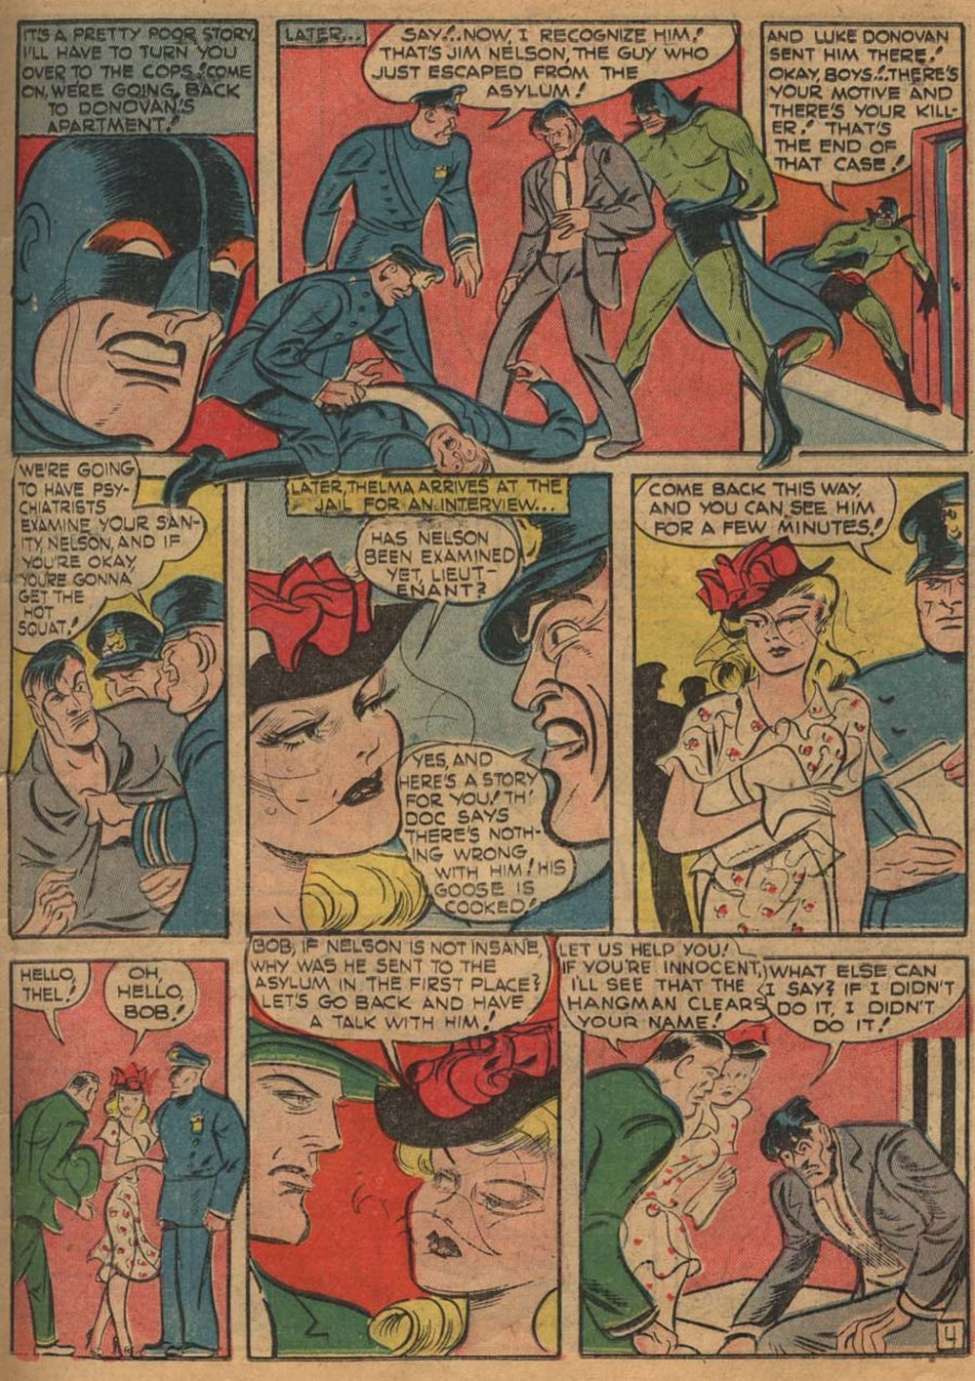 IT'S A PRETTY POOR STORY.
I'LL HAVE TO TURN YOU
OVER TO THE COPS! COME
ON, WE'RE GOING BACK
TO DONOVAN'S
APARTMENT!
LATER...
SAY!.. NOW, I RECOGNIZE HIM!
THAT'S JIM NELSON, THE GUY WHO
JUST ESCAPED FROM THE
ASYLUM!
AND LUKE DONOVAN
SENT HIM THERE!
OKAY, BOYS!.. THERE'S
YOUR MOTIVE AND
THERE'S YOUR KILL-
ER! THAT'S
THE END OF
THAT CASE!
WE'RE GOING
TO HAVE PSY-
CHIATRISTS
EXAMINE YOUR SAN-
ITY, NELSON, AND IF
YOU'RE OKAY,
YOU'RE GONNA
GET THE
HOT
SQUAT!
LATER, THELMA ARRIVES AT THE
JAIL FOR AN INTERVIEW...
HAS NELSON
BEEN EXAMINED
YET, LIEUT-
ENANT?
YES, AND
HERE'S A STORY
FOR YOU! TH'
DOC SAYS
THERE'S NOTH-
ING WRONG
WITH HIM! HIS
GOOSE IS
COOKED!
COME BACK THIS WAY,
AND YOU CAN SEE HIM
FOR A FEW MINUTES!
HELLO,
THEL!
OH,
HELLO,
BOB!
BOB, IF NELSON IS NOT INSANE,
WHY WAS HE SENT TO THE
ASYLUM IN THE FIRST PLACE?
LET'S GO BACK AND HAVE
A TALK WITH HIM!
LET US HELP YOU!
IF YOU'RE INNOCENT,
I'LL SEE THAT THE
HANGMAN CLEARS
YOUR NAME!
WHAT ELSE CAN
I SAY? IF I DIDN'T
DO IT, I DIDN'T
DO IT!
4